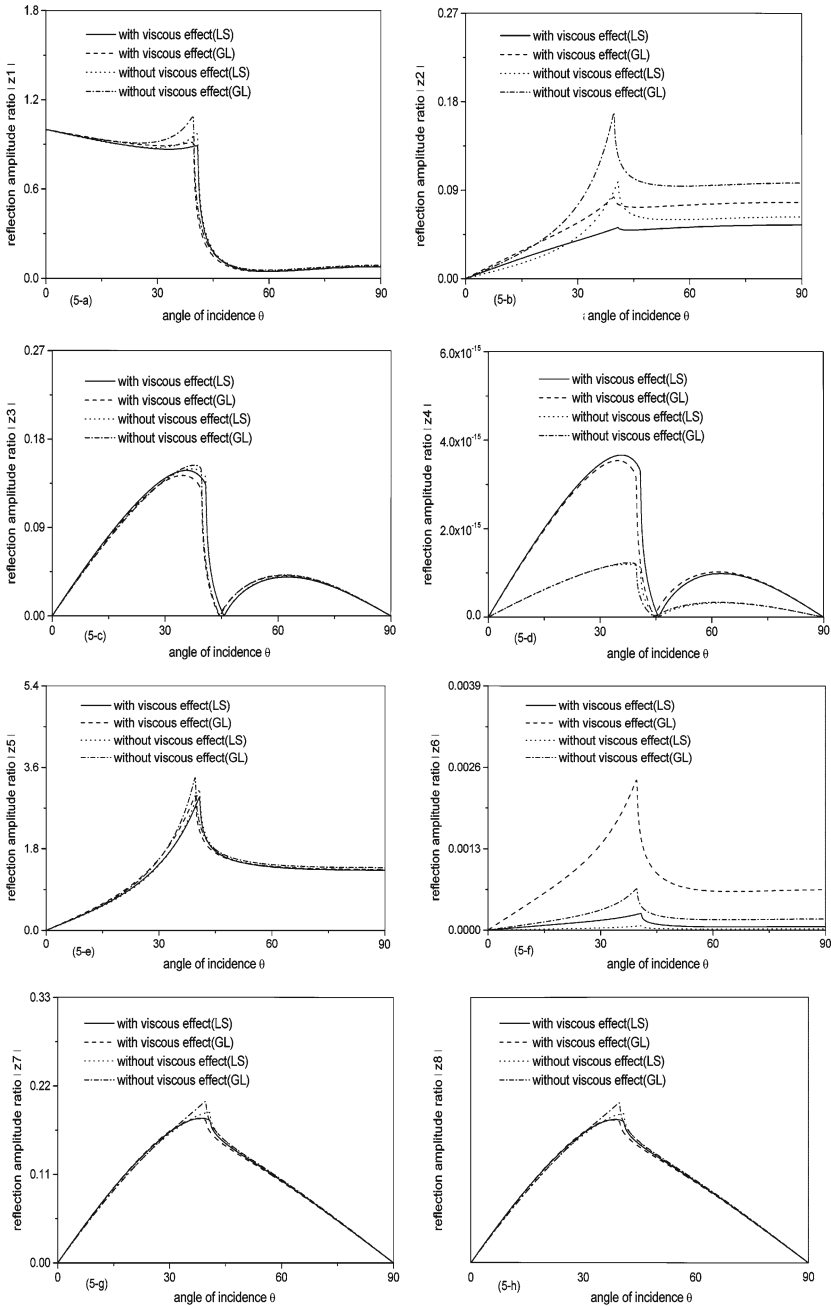 1.8
1.2
0.6
0.0
0
30
60
90
reflection amplitude ratio | z1 |
with viscous effect(LS)
with viscous effect(GL)
without viscous effect(LS)
without viscous effect(GL)
(5-a)
angle of incidence θ
0.27
0.18
0.09
0.00
0
30
60
90
reflection amplitude ratio | z2 |
with viscous effect(LS)
with viscous effect(GL)
without viscous effect(LS)
without viscous effect(GL)
(5-b)
angle of incidence θ
0.27
0.18
0.09
0.00
0
30
60
90
reflection amplitude ratio | z3 |
with viscous effect(LS)
with viscous effect(GL)
without viscous effect(LS)
without viscous effect(GL)
(5-c)
angle of incidence θ
6.0x10⁻¹⁵
4.0x10⁻¹⁵
2.0x10⁻¹⁵
0.0
0
30
60
90
reflection amplitude ratio | z4 |
with viscous effect(LS)
with viscous effect(GL)
without viscous effect(LS)
without viscous effect(GL)
(5-d)
angle of incidence θ
5.4
3.6
1.8
0.0
0
30
60
90
reflection amplitude ratio | z5 |
with viscous effect(LS)
with viscous effect(GL)
without viscous effect(LS)
without viscous effect(GL)
(5-e)
angle of incidence θ
0.0039
0.0026
0.0013
0.0000
0
30
60
90
reflection amplitude ratio | z6 |
with viscous effect(LS)
with viscous effect(GL)
without viscous effect(LS)
without viscous effect(GL)
(5-f)
angle of incidence θ
0.33
0.22
0.11
0.00
0
30
60
90
reflection amplitude ratio | z7 |
with viscous effect(LS)
with viscous effect(GL)
without viscous effect(LS)
without viscous effect(GL)
(5-g)
angle of incidence θ
0
30
60
90
reflection amplitude ratio | z8 |
with viscous effect(LS)
with viscous effect(GL)
without viscous effect(LS)
without viscous effect(GL)
(5-h)
angle of incidence θ